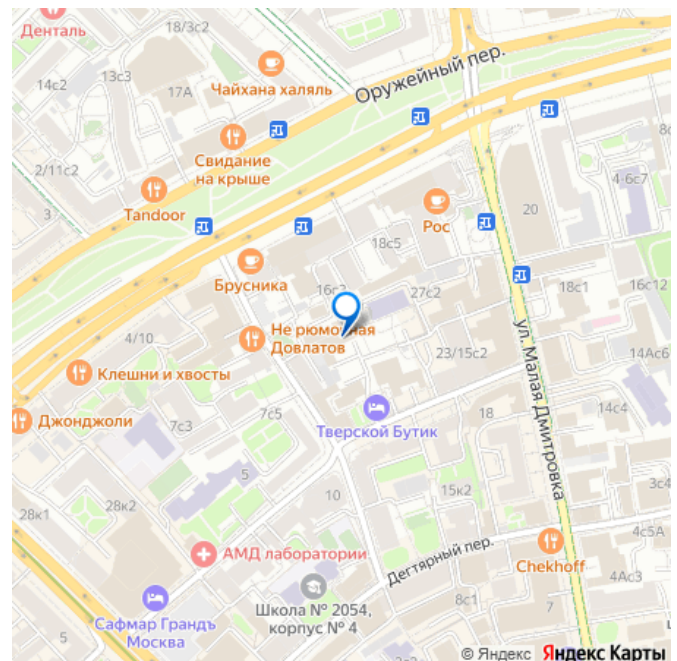 Денталь
18/3с2
Оружейный пер.
14с2
13с3
17А
Чайхана халяль
Свидание
на крыше
2/11с2
3
Tandoor
4-6с7
20
Рос
18с5
Брусника
16с2
27с2
18с1
16с12
4/10
Не рюмочная
Довлатов
23/15с2
ул. Малая Дмитровка
14Ас6
Клешни и хвосты
Джонджоли
7с3
7с5
Тверской Бутик
18
14с4
5
28к2
28к1
10
15к2
3с4
4с5А
АМД лаборатории
Дегтярный пер.
Chekhoff
4Ас3
Школа № 2054,
корпус № 4
8с1
7
Сафмар Грандъ
Москва
5
© Яндекс Яндекс Карты